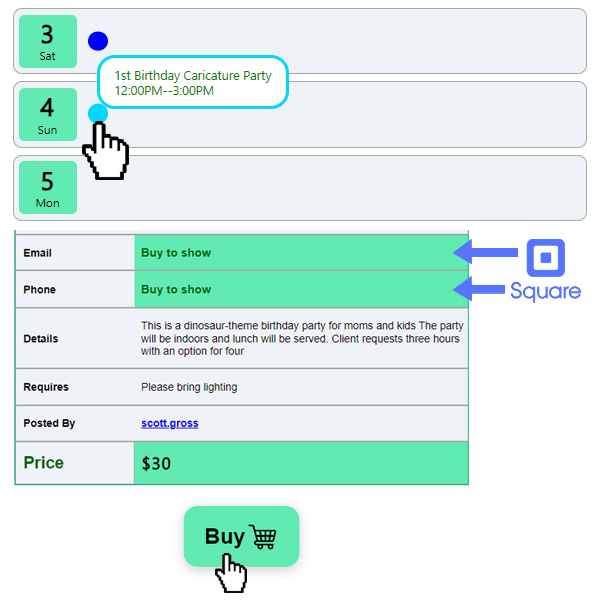 3
Sat
1st Birthday Caricature Party
12:00PM--3:00PM
4
Sun
5
Mon
Email Buy to show
Phone Buy to show
Square
Details
This is a dinosaur-theme birthday party for moms and kids The party
will be indoors and lunch will be served. Client requests three hours
with an option for four
Requires Please bring lighting
Posted By scott.gross
Price $30
Buy